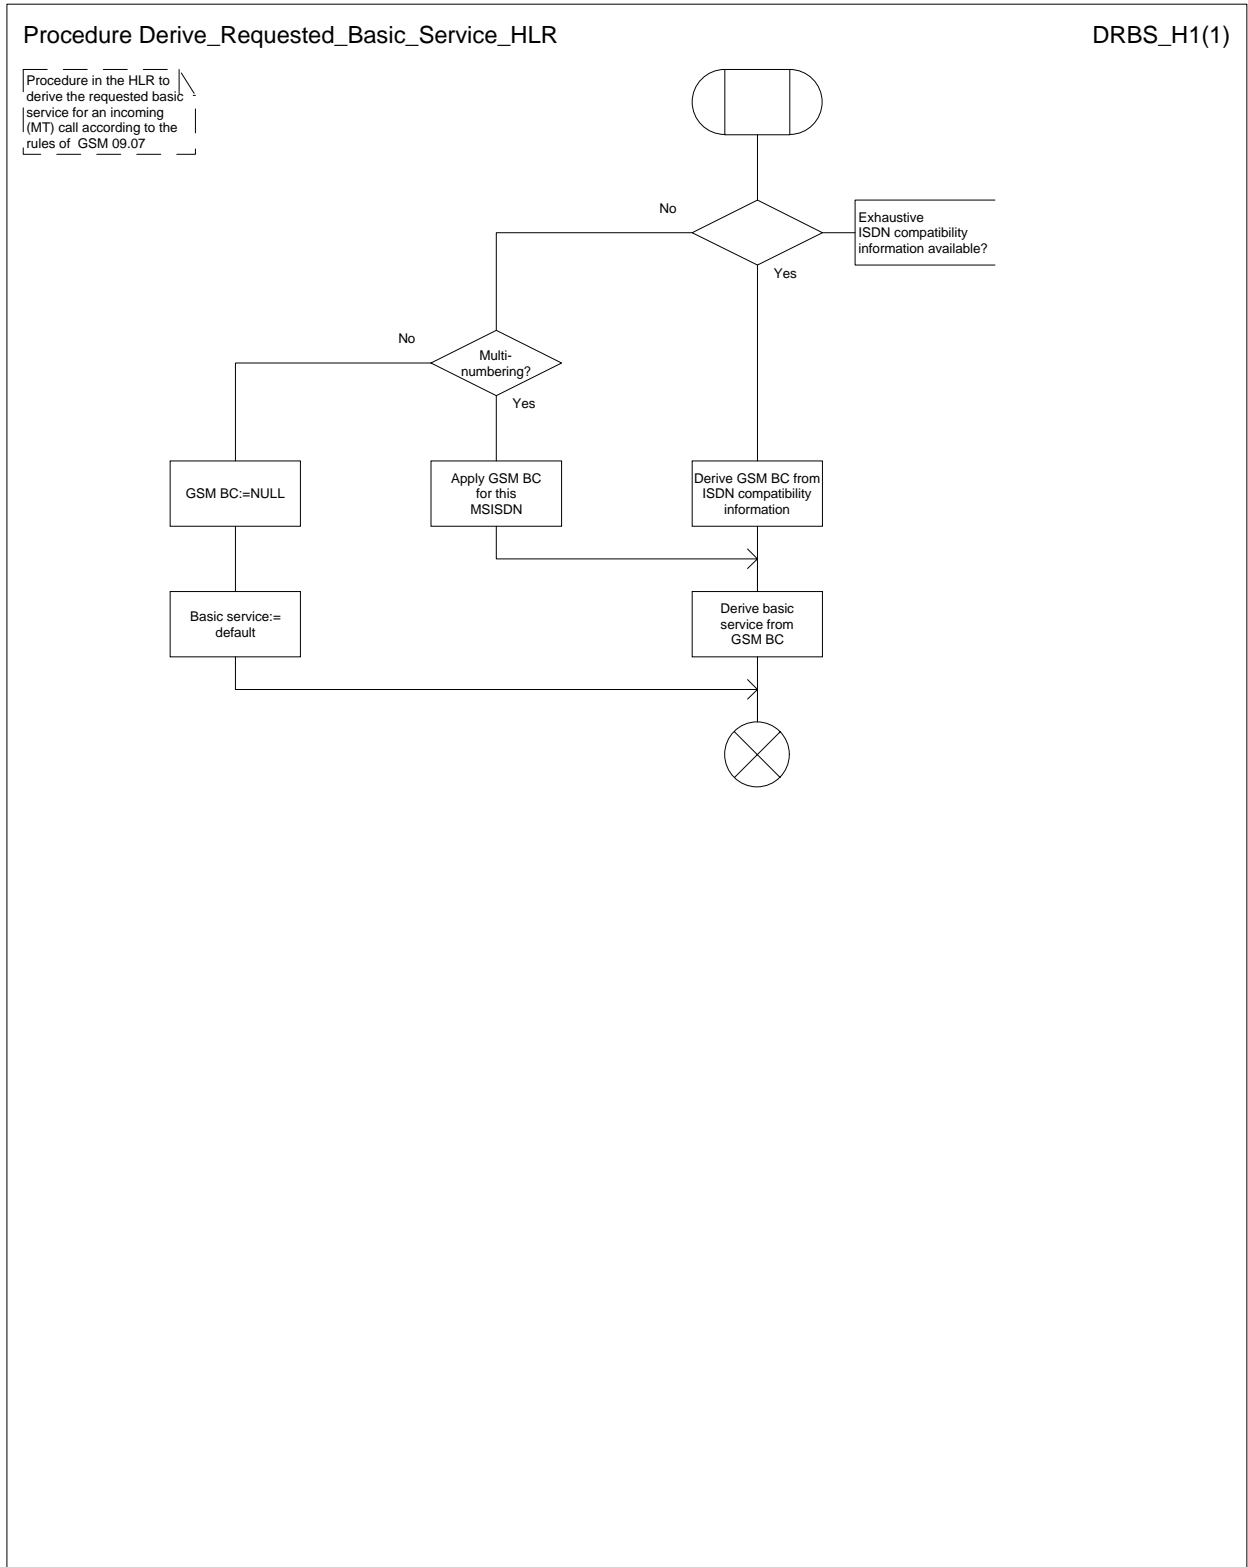 Procedure Derive_Requested_Basic_Service_HLR
DRBS_H1(1)
Procedure in the HLR to
derive the requested basic
service for an incoming
(MT) call according to the
rules of GSM 09.07
No
Exhaustive
ISDN compatibility
information available?
Yes
No
Multi-
numbering?
Yes
GSM BC:=NULL
Apply GSM BC
for this
MSISDN
Derive GSM BC from
ISDN compatibility
information
Basic service:=
default
Derive basic
service from
GSM BC